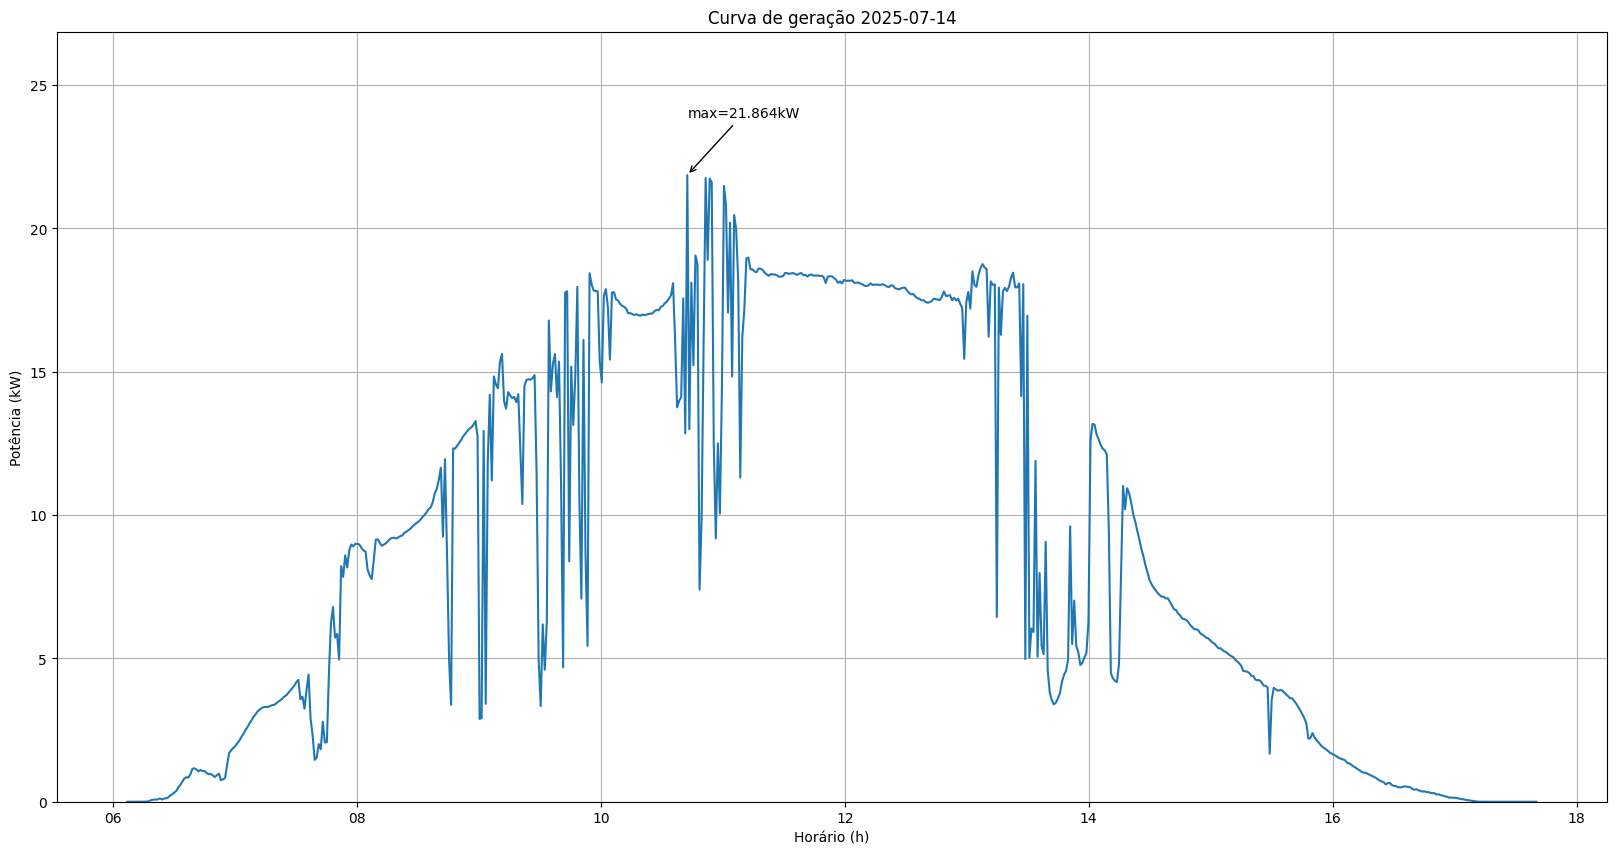 Curva de geração 2025-07-14
25
20
15
10
5
0
max=21.864kW
Potência (kW)
06 08 10 12 14 16 18
Horário (h)